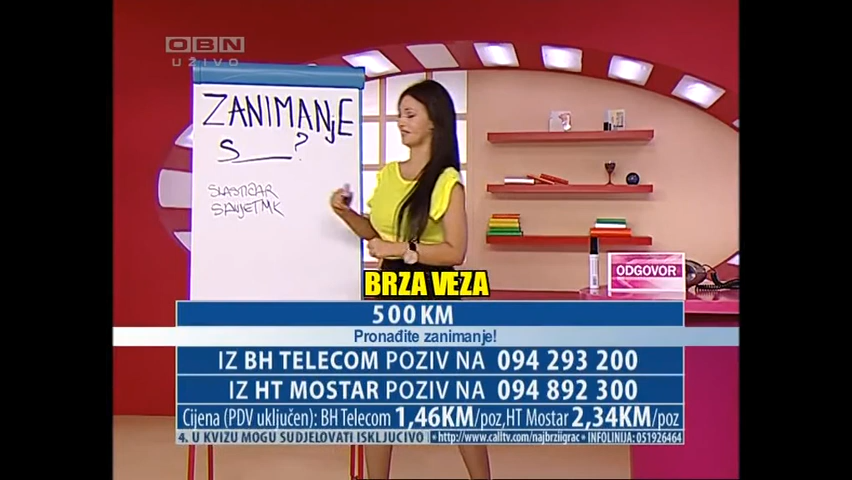 OBN
UŽIVO
ZANIMANjE
S____?
SLASTIČAR
SAVJETNIK
BRZA VEZA
ODGOVOR
500 KM
Pronađite zanimanje!
IZ BH TELECOM POZIV NA 094 293 200
IZ HT MOSTAR POZIV NA 094 892 300
Cijena (PDV uključen): BH Telecom 1,46KM/poz,HT Mostar 2,34KM/poz
4. U KVIZU MOGU SUDJELOVATI ISKLJUČIVO • http://www.calltv.com/najbrziigrac • INFOLINIJA: 051926464